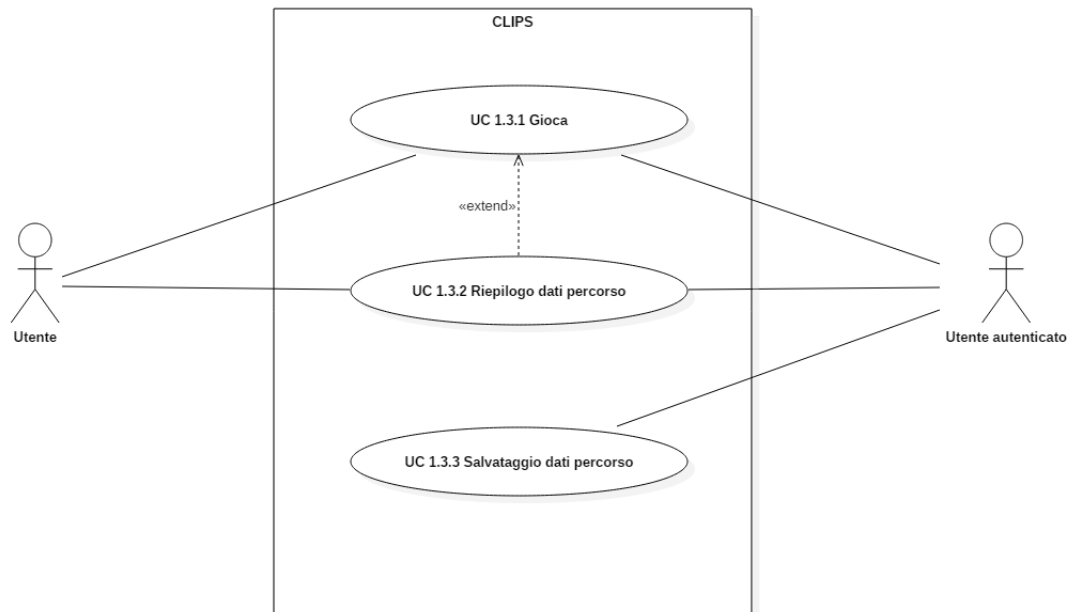 CLIPS
UC 1.3.1 Gioca
«extend»
UC 1.3.2 Riepilogo dati percorso
Utente
Utente autenticato
UC 1.3.3 Salvataggio dati percorso